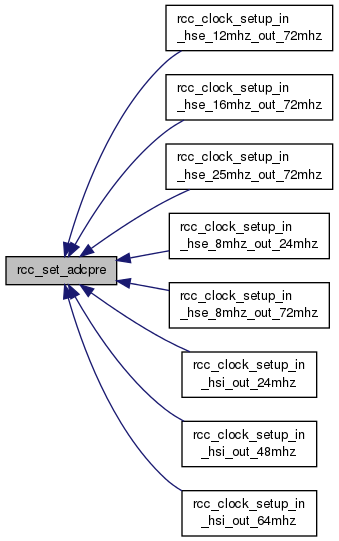 rcc_clock_setup_in
_hse_12mhz_out_72mhz
rcc_clock_setup_in
_hse_16mhz_out_72mhz
rcc_clock_setup_in
_hse_25mhz_out_72mhz
rcc_clock_setup_in
_hse_8mhz_out_24mhz
rcc_set_adcpre
rcc_clock_setup_in
_hse_8mhz_out_72mhz
rcc_clock_setup_in
_hsi_out_24mhz
rcc_clock_setup_in
_hsi_out_48mhz
rcc_clock_setup_in
_hsi_out_64mhz